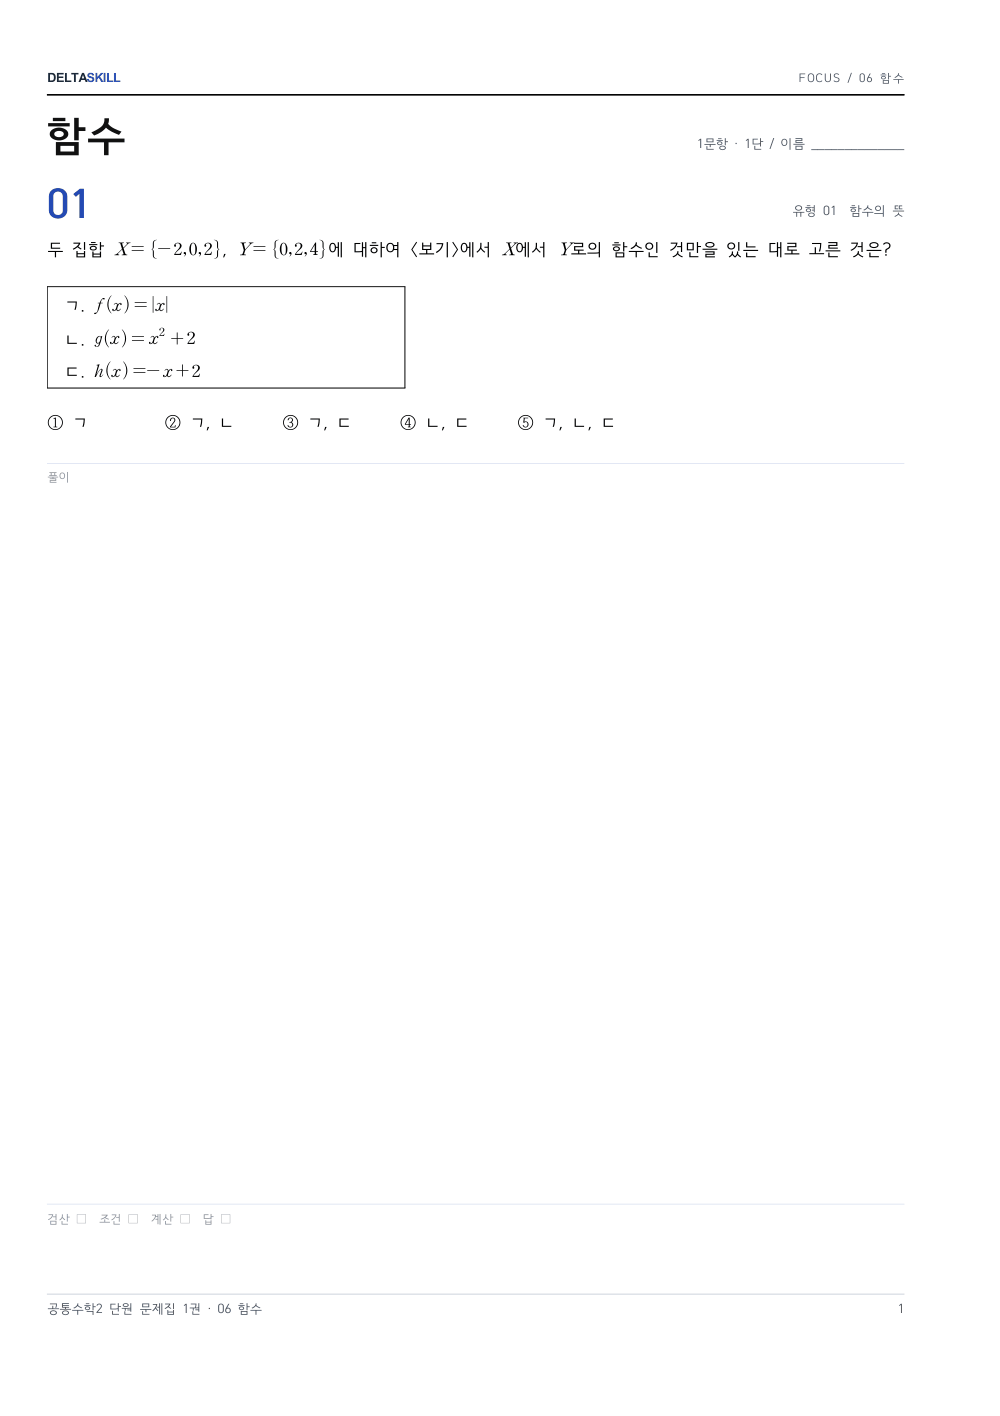 DELTASKILL
FOCUS / 06 함수
함수
1문항 · 1단 / 이름 ______________
01
유형 01 함수의 뜻
두 집합 X={−2,0,2}, Y={0,2,4}에 대하여 〈보기〉에서 X에서 Y로의 함수인 것만을 있는 대로 고른 것은?
ㄱ. f(x)=|x|
ㄴ. g(x)=x²+2
ㄷ. h(x)=−x+2
① ㄱ ② ㄱ, ㄴ ③ ㄱ, ㄷ ④ ㄴ, ㄷ ⑤ ㄱ, ㄴ, ㄷ
풀이
검산 □ 조건 □ 계산 □ 답 □
공통수학2 단원 문제집 1권 · 06 함수
1